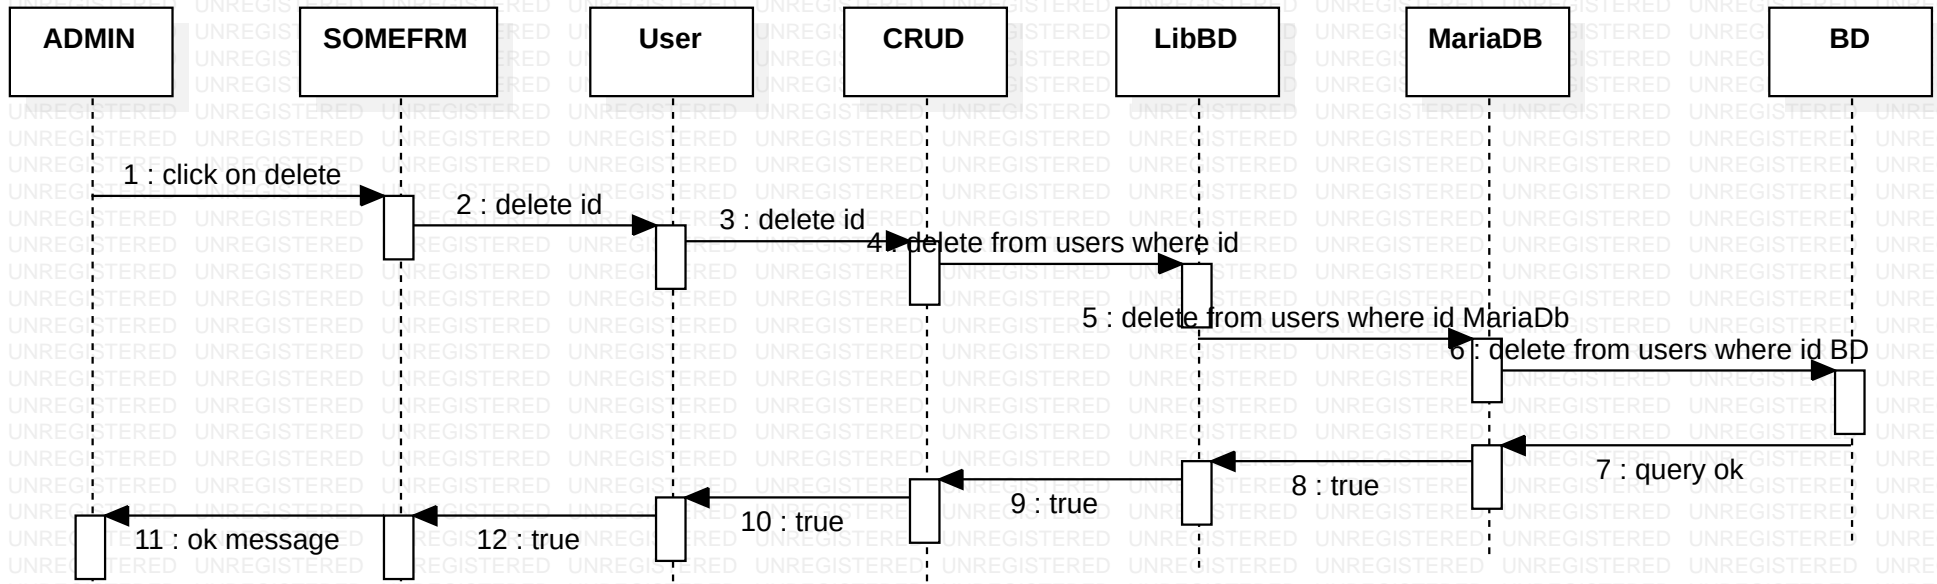 ADMIN
SOMEFRM
User
CRUD
LibBD
MariaDB
BD
1 : click on delete
2 : delete id
3 : delete id
4 : delete from users where id
5 : delete from users where id MariaDb
6 : delete from users where id BD
7 : query ok
8 : true
9 : true
10 : true
12 : true
11 : ok message
UNREGISTERED